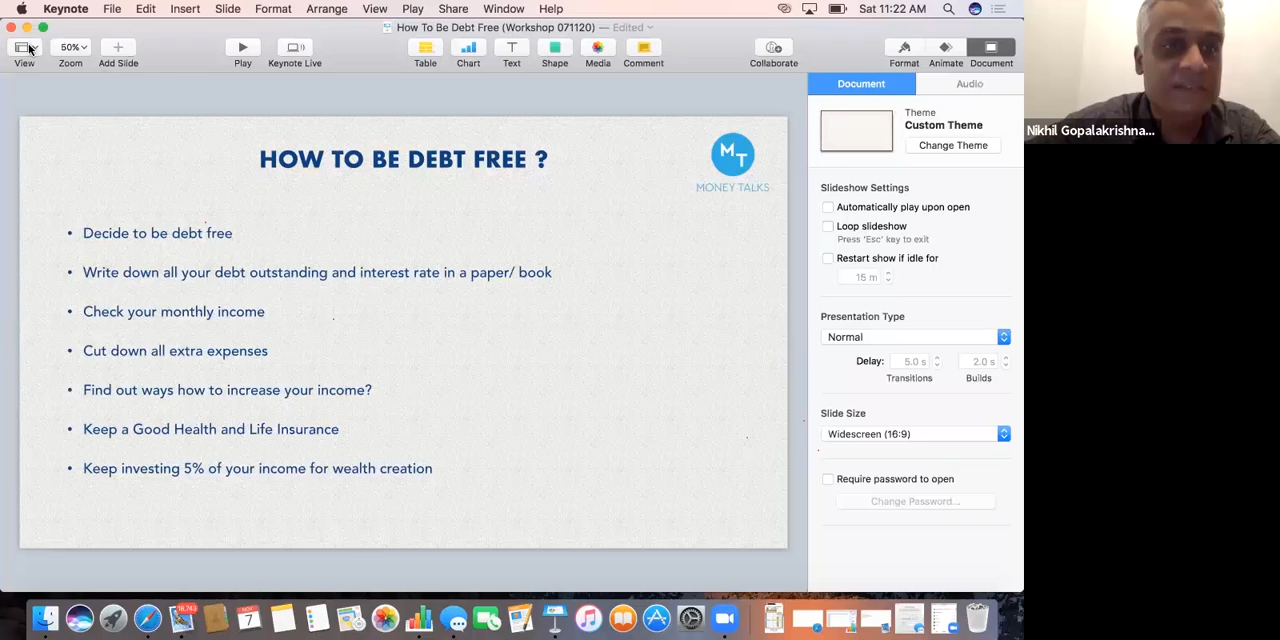 Keynote File Edit Insert Slide Format Arrange View Play Share Window Help
Sat 11:22 AM
How To Be Debt Free (Workshop 071120) — Edited
50%
View Zoom Add Slide Play Keynote Live Table Chart Text Shape Media Comment Collaborate Format Animate Document
HOW TO BE DEBT FREE ?
MT
MONEY TALKS
• Decide to be debt free
• Write down all your debt outstanding and interest rate in a paper/ book
• Check your monthly income
• Cut down all extra expenses
• Find out ways how to increase your income?
• Keep a Good Health and Life Insurance
• Keep investing 5% of your income for wealth creation
Document Audio
Theme
Custom Theme
Change Theme
Slideshow Settings
Automatically play upon open
Loop slideshow
Press 'Esc' key to exit
Restart show if idle for
15 m
Presentation Type
Normal
Delay: 5.0 s 2.0 s
Transitions Builds
Slide Size
Widescreen (16:9)
Require password to open
Change Password...
Nikhil Gopalakrishna...
18,743
NOV
7